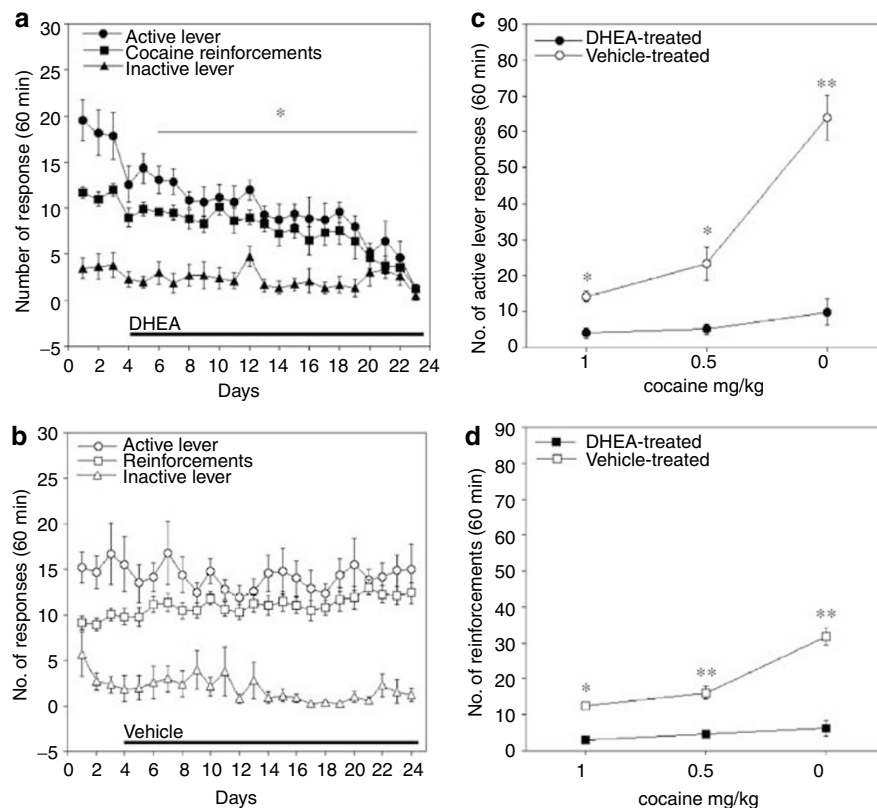 a
30
25
20
15
10
5
0
−5
Number of response (60 min)
Active lever
Cocaine reinforcements
Inactive lever
*
DHEA
0 2 4 6 8 10 12 14 16 18 20 22 24
Days
b
30
25
20
15
10
5
0
−5
No. of responses (60 min)
Active lever
Reinforcements
Inactive lever
Vehicle
0 2 4 6 8 10 12 14 16 18 20 22 24
Days
c
90
80
70
60
50
40
30
20
10
0
No. of active lever responses (60 min)
DHEA-treated
Vehicle-treated
*
*
**
1 0.5 0
cocaine mg/kg
d
90
80
70
60
50
40
30
20
10
0
No. of reinforcements (60 min)
DHEA-treated
Vehicle-treated
*
**
**
1 0.5 0
cocaine mg/kg